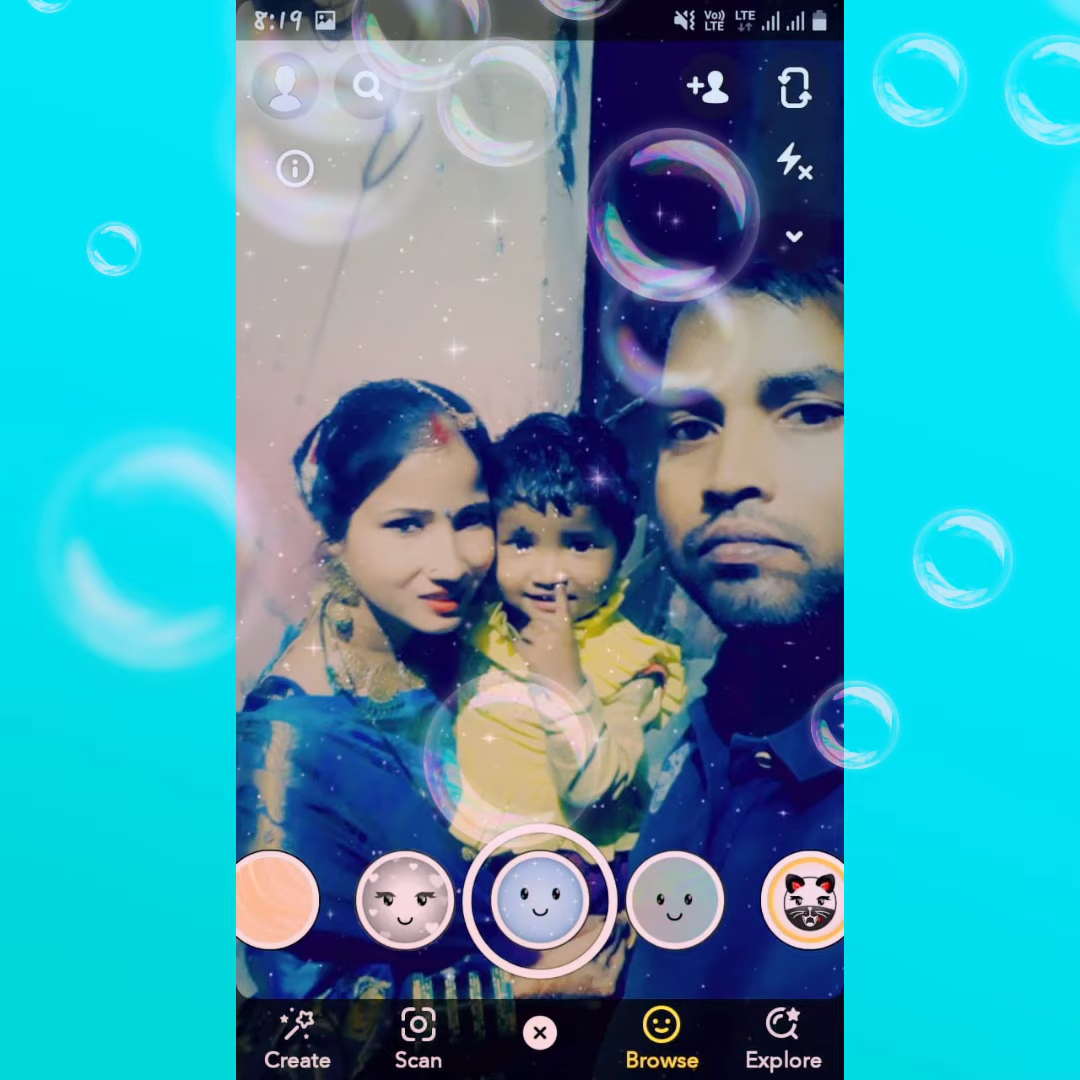 8:19
Vo)) LTE
LTE
Create
Scan
Browse
Explore